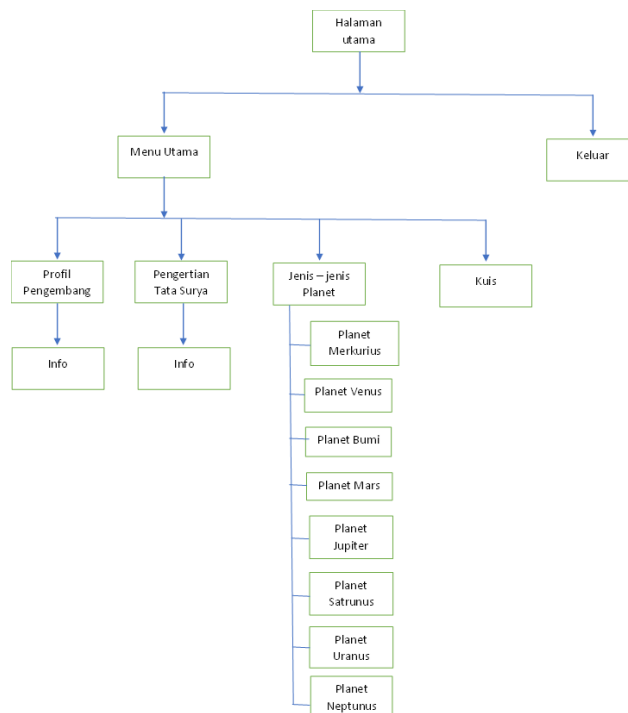 Halaman
utama
Menu Utama
Keluar
Profil
Pengembang
Pengertian
Tata Surya
Jenis – jenis
Planet
Kuis
Info
Info
Planet
Merkurius
Planet Venus
Planet Bumi
Planet Mars
Planet
Jupiter
Planet
Satrunus
Planet
Uranus
Planet
Neptunus